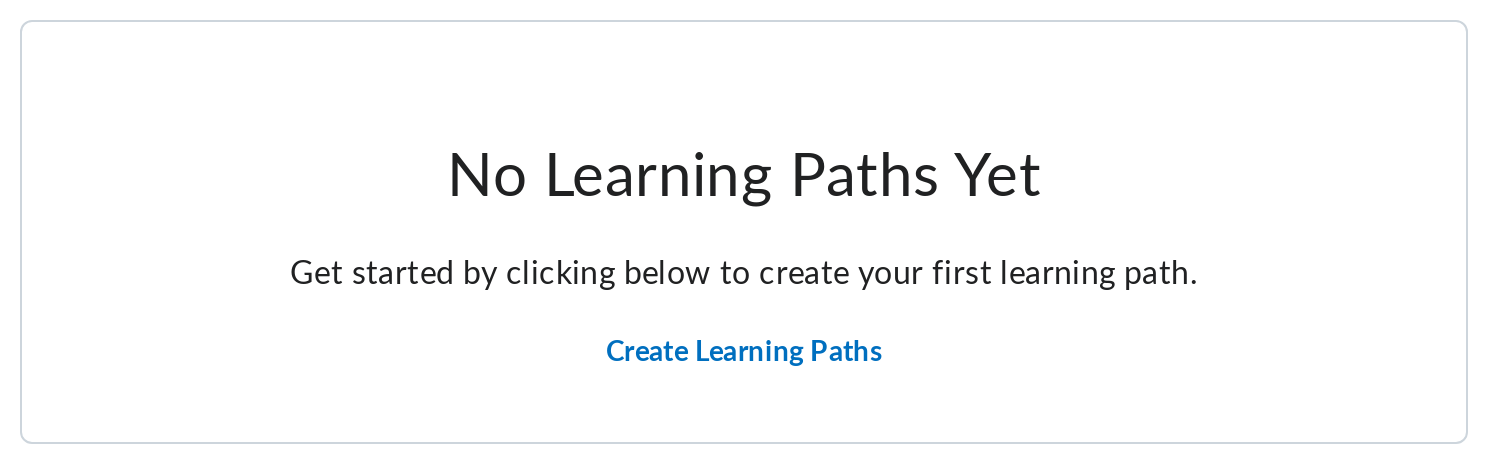 No Learning Paths Yet
Get started by clicking below to create your first learning path.
Create Learning Paths